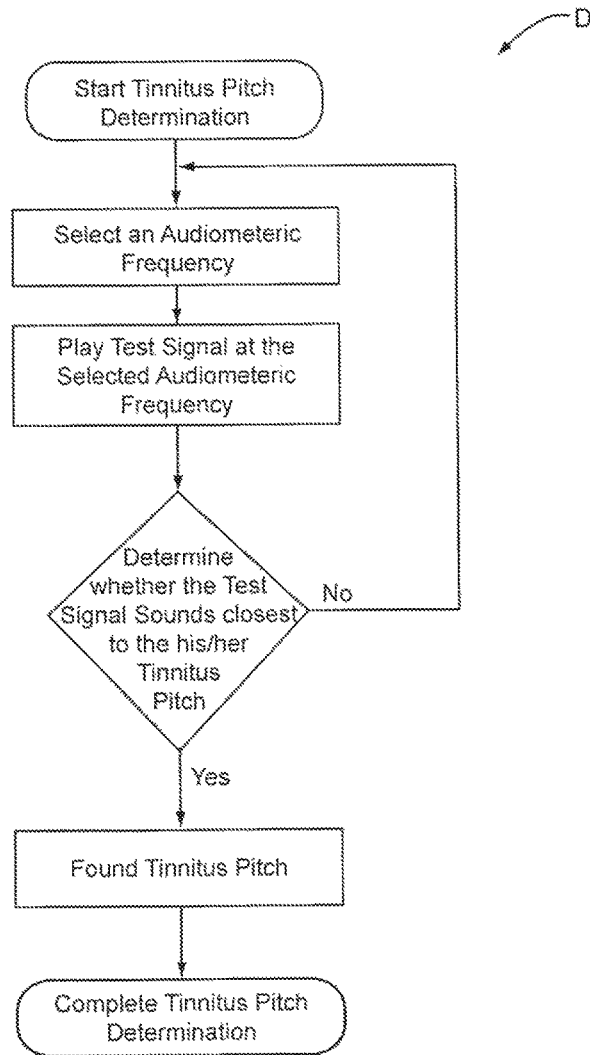 D
Start Tinnitus Pitch
Determination
Select an Audiometeric
Frequency
Play Test Signal at the
Selected Audiometeric
Frequency
Determine
whether the Test
Signal Sounds closest
to the his/her
Tinnitus
Pitch
No
Yes
Found Tinnitus Pitch
Complete Tinnitus Pitch
Determination